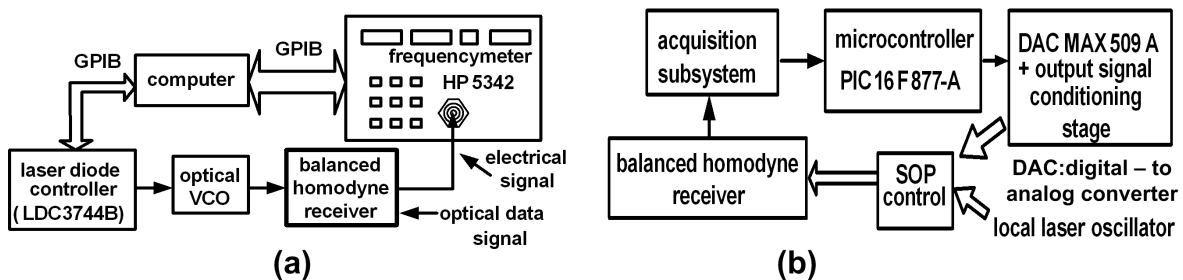 GPIB
GPIB
computer
frequencymeter
HP 5342
laser diode
controller
( LDC3744B)
optical
VCO
balanced
homodyne
receiver
electrical
signal
optical data
signal
(a)
acquisition
subsystem
microcontroller
PIC 16 F 877-A
DAC MAX 509 A
+ output signal
conditioning
stage
balanced homodyne
receiver
SOP
control
DAC:digital – to
analog converter
local laser oscillator
(b)